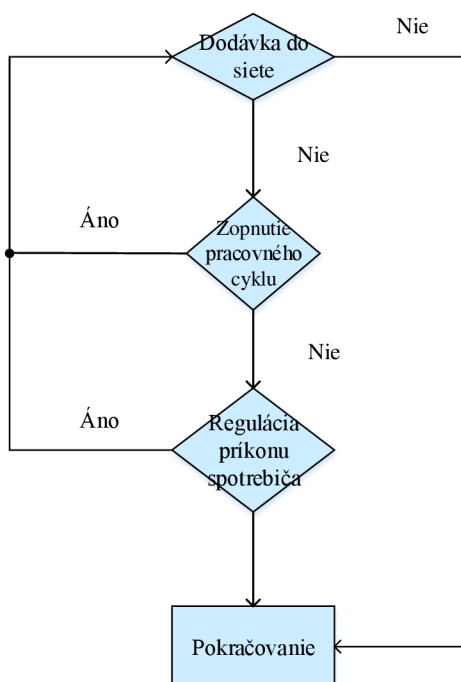 Nie
Dodávka do
siete
Nie
Áno
Zopnutie
pracovného
cyklu
Nie
Áno
Regulácia
príkonu
spotrebiča
Pokračovanie